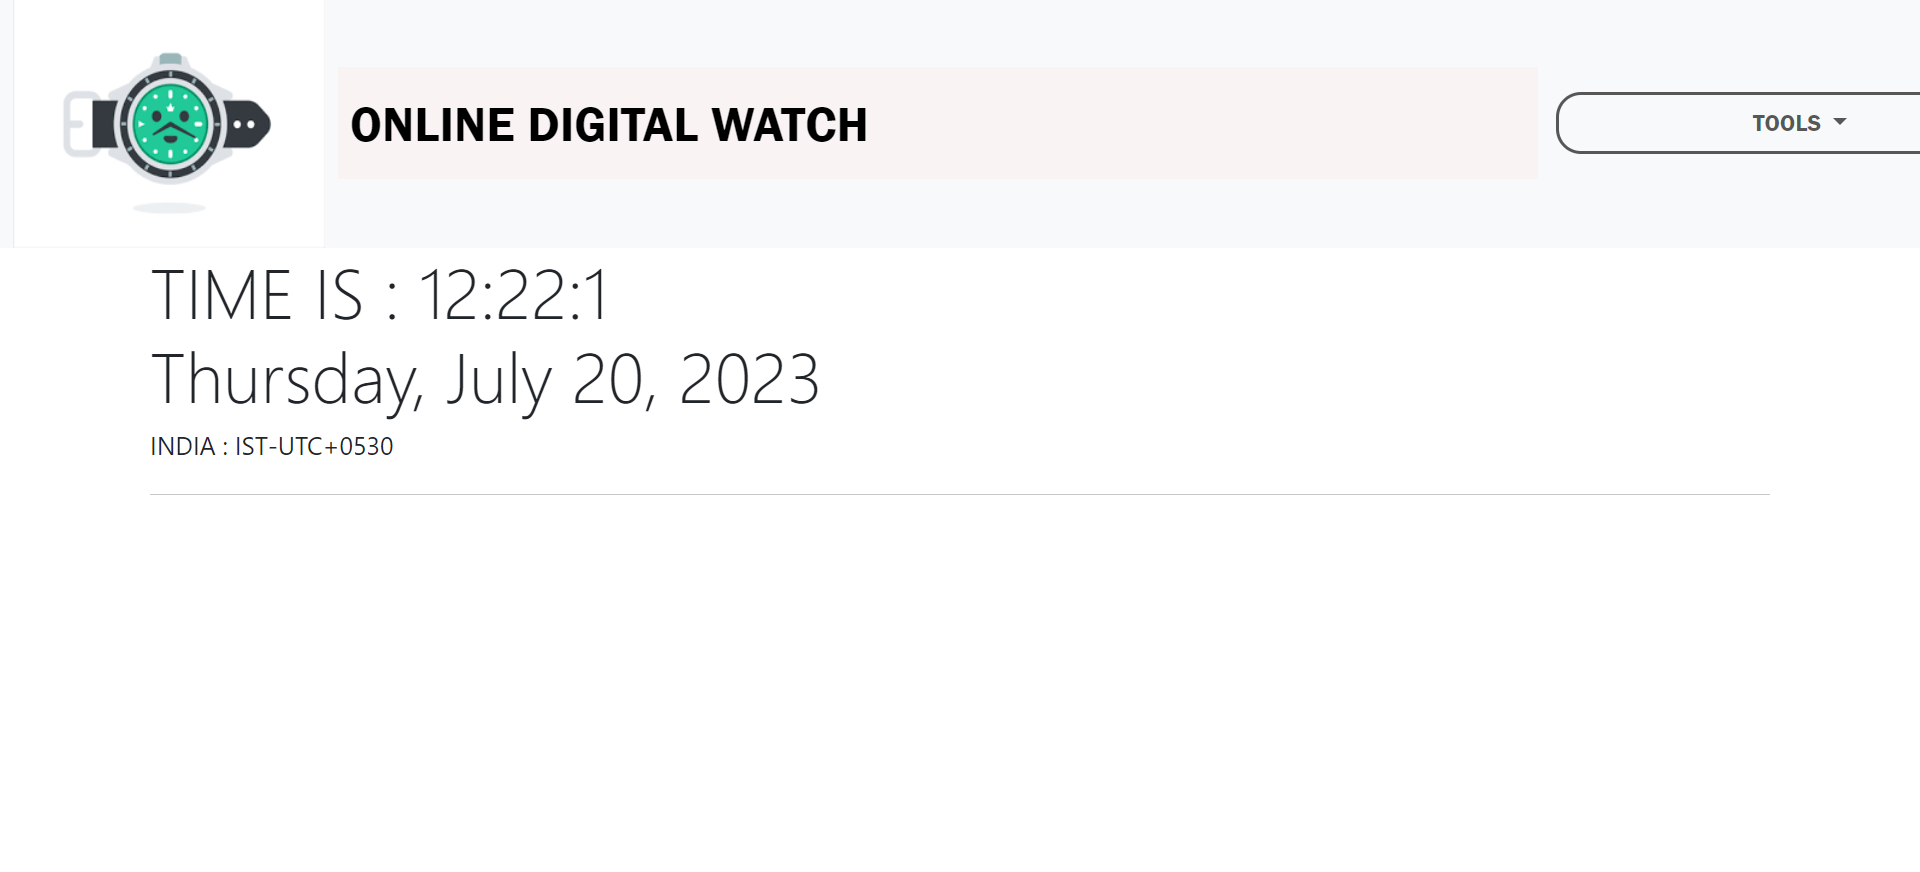 ONLINE DIGITAL WATCH
TOOLS
TIME IS : 12:22:1
Thursday, July 20, 2023
INDIA : IST-UTC+0530